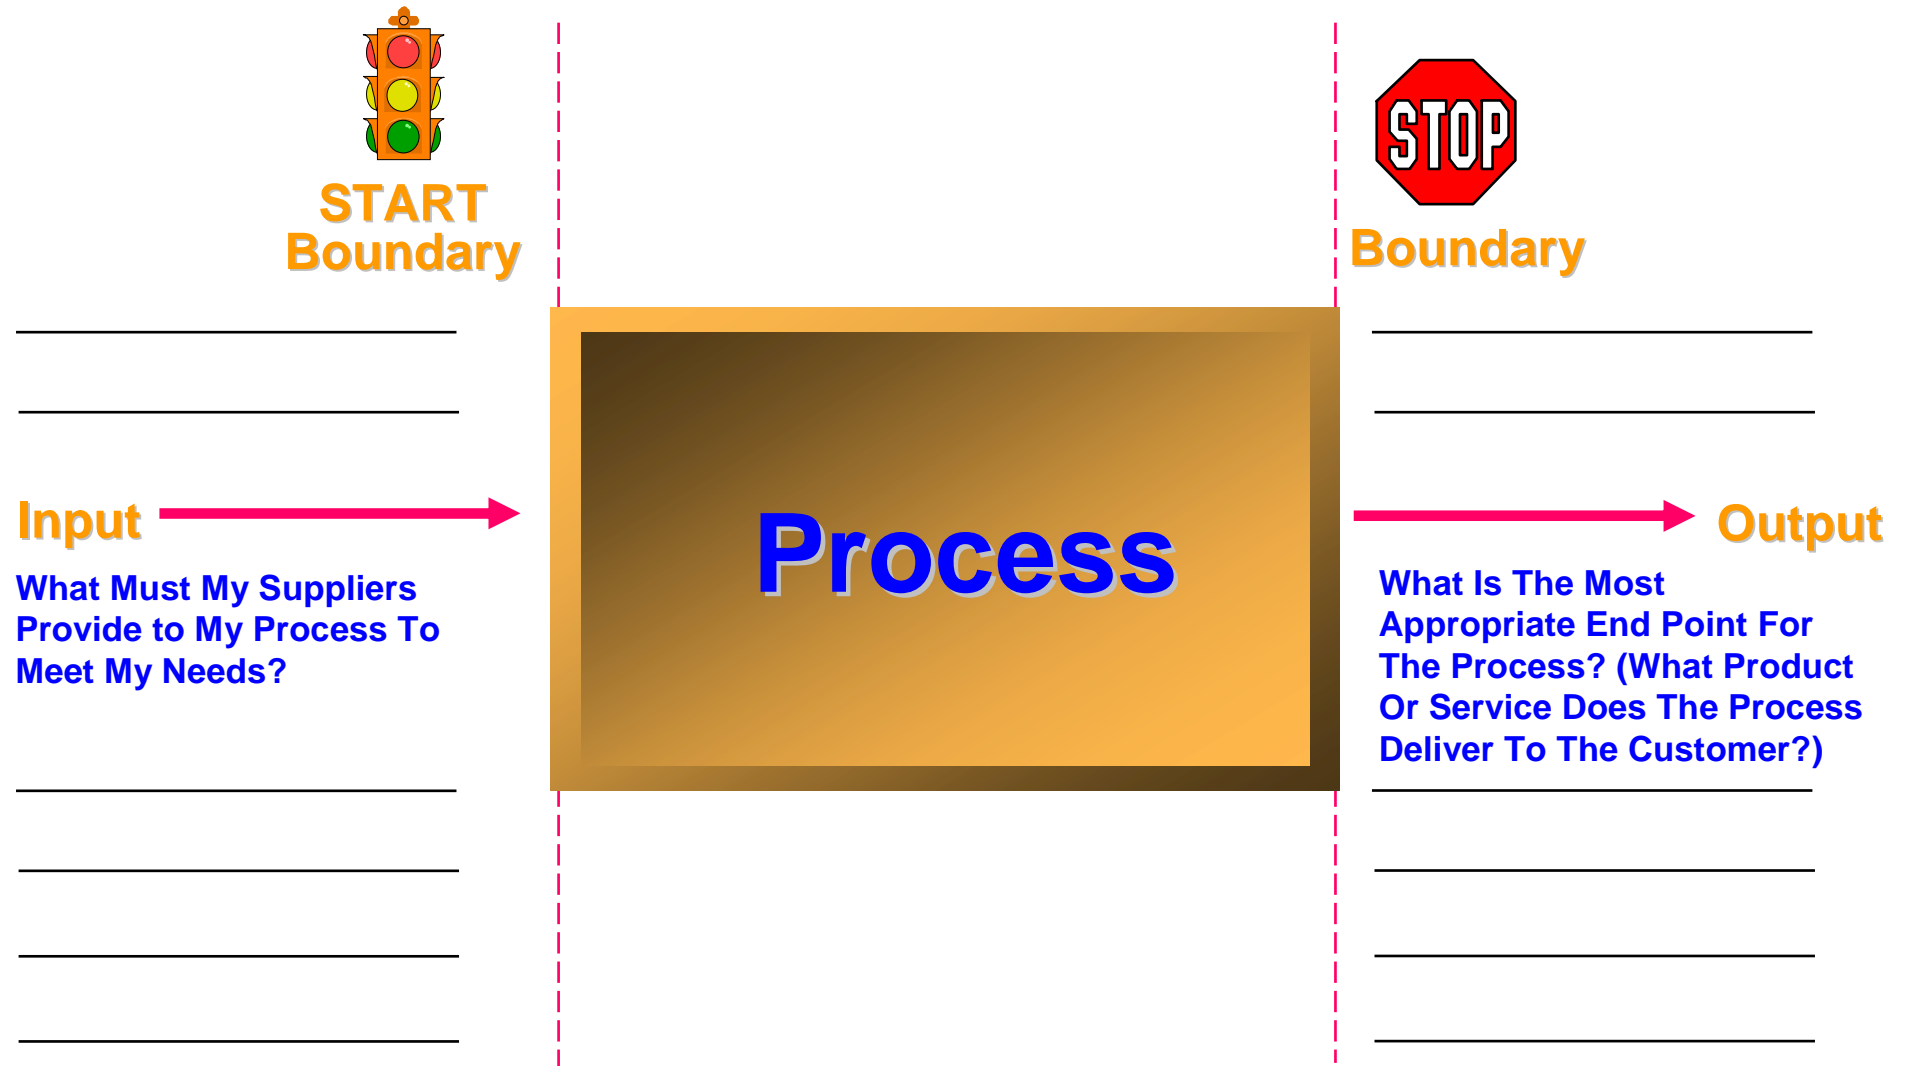 START
Boundary
STOP
Boundary
Input
What Must My Suppliers
Provide to My Process To
Meet My Needs?
Process
Output
What Is The Most
Appropriate End Point For
The Process? (What Product
Or Service Does The Process
Deliver To The Customer?)